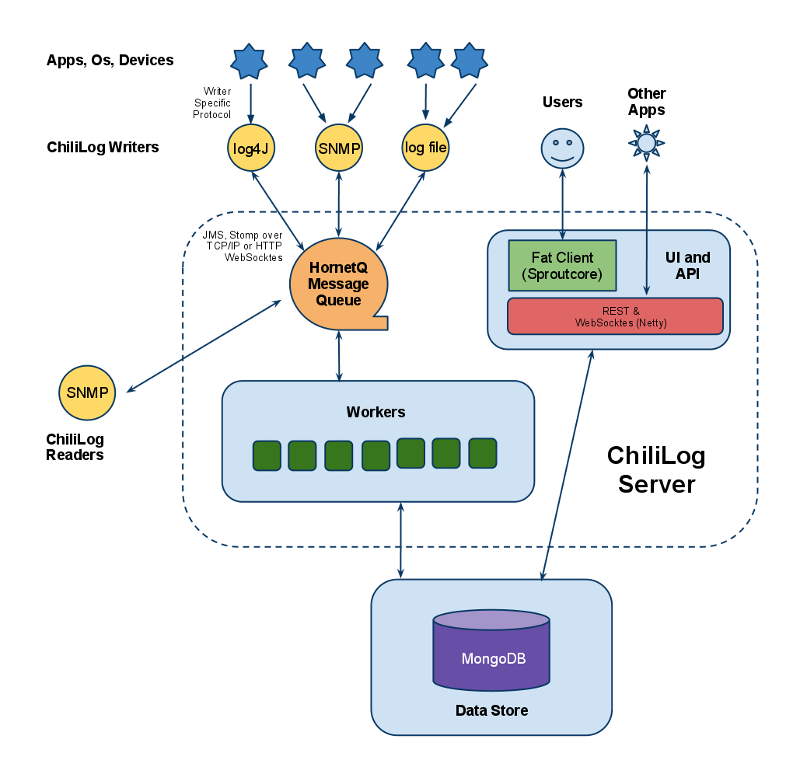 Apps, Os, Devices
Writer
Specific
Protocol
Users
Other
Apps
ChiliLog Writers
log4J
SNMP
log file
JMS, Stomp over
TCP/IP or HTTP
WebSocktes
HornetQ
Message
Queue
Fat Client
(Sproutcore)
UI and
API
REST &
WebSocktes (Netty)
SNMP
ChiliLog
Readers
Workers
ChiliLog
Server
MongoDB
Data Store